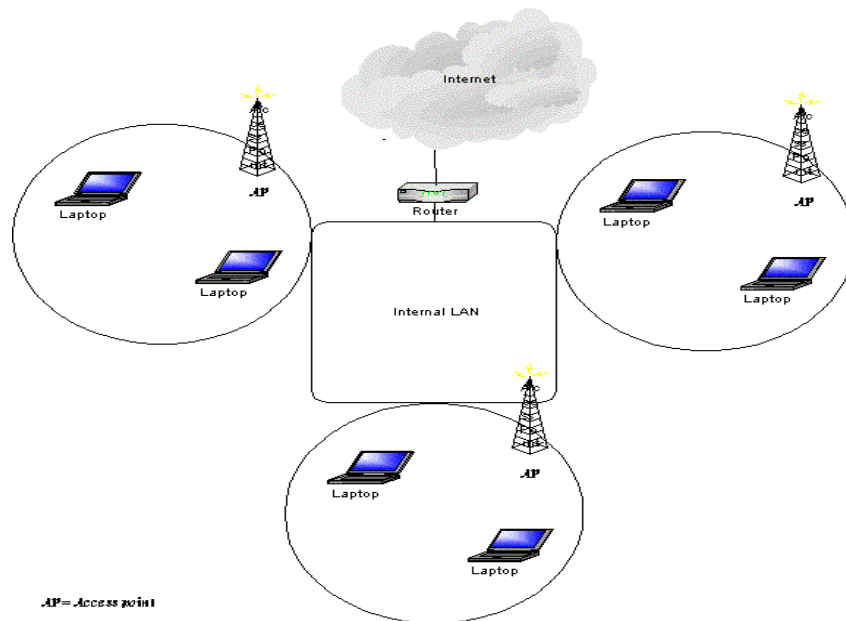 Internet
AP
AP
Router
Laptop
Laptop
Laptop
Laptop
Internal LAN
AP
Laptop
Laptop
AP= Access point